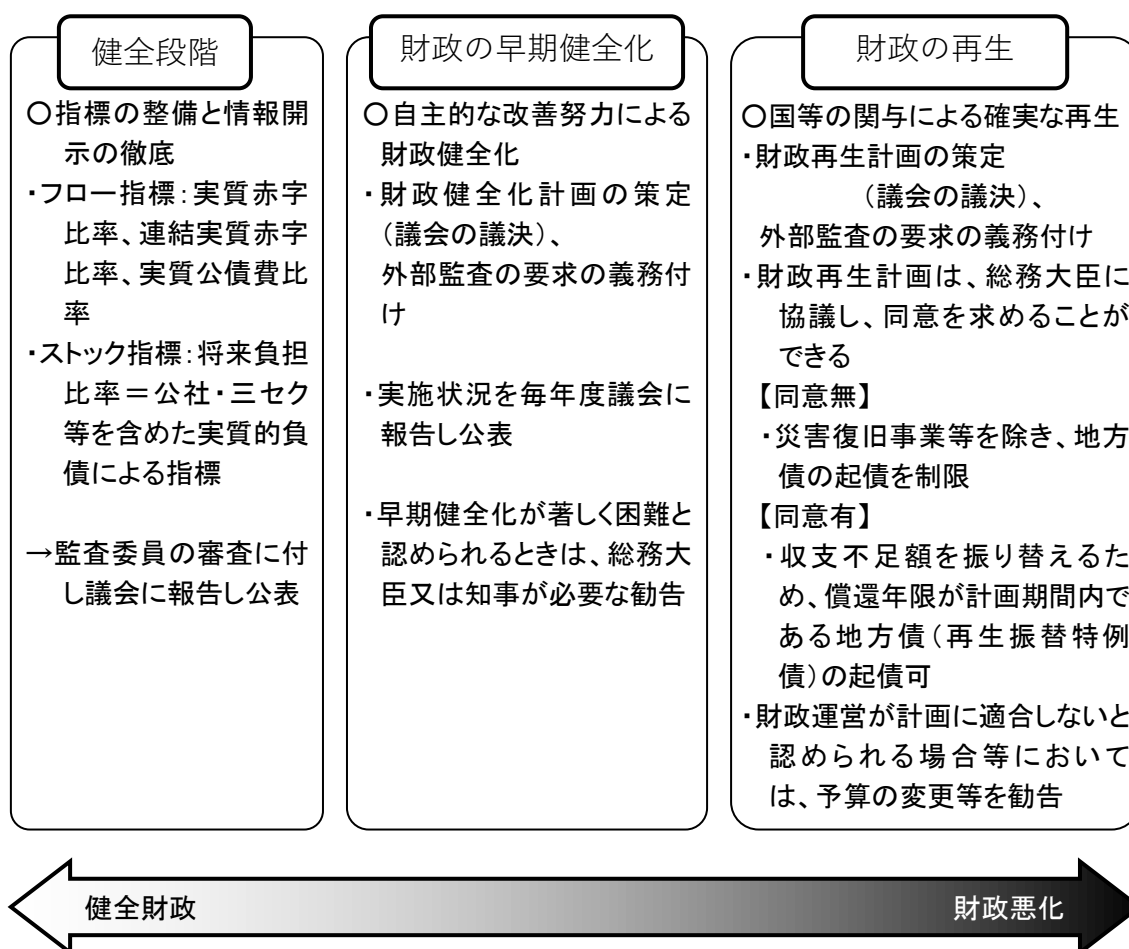 健全段階
〇指標の整備と情報開
示の徹底
・フロー指標：実質赤字
比率、連結実質赤字
比率、実質公債費比
率
・ストック指標：将来負担
比率＝公社・三セク
等を含めた実質的負
債による指標
→監査委員の審査に付
し議会に報告し公表
財政の早期健全化
〇自主的な改善努力による
財政健全化
・財政健全化計画の策定
（議会の議決）、
外部監査の要求の義務付
け
・実施状況を毎年度議会に
報告し公表
・早期健全化が著しく困難と
認められるときは、総務大
臣又は知事が必要な勧告
財政の再生
〇国等の関与による確実な再生
・財政再生計画の策定
（議会の議決）、
外部監査の要求の義務付け
・財政再生計画は、総務大臣に
協議し、同意を求めることが
できる
【同意無】
・災害復旧事業等を除き、地方
債の起債を制限
【同意有】
・収支不足額を振り替えるた
め、償還年限が計画期間内で
ある地方債（再生振替特例
債）の起債可
・財政運営が計画に適合しないと
認められる場合等において
は、予算の変更等を勧告
健全財政
財政悪化